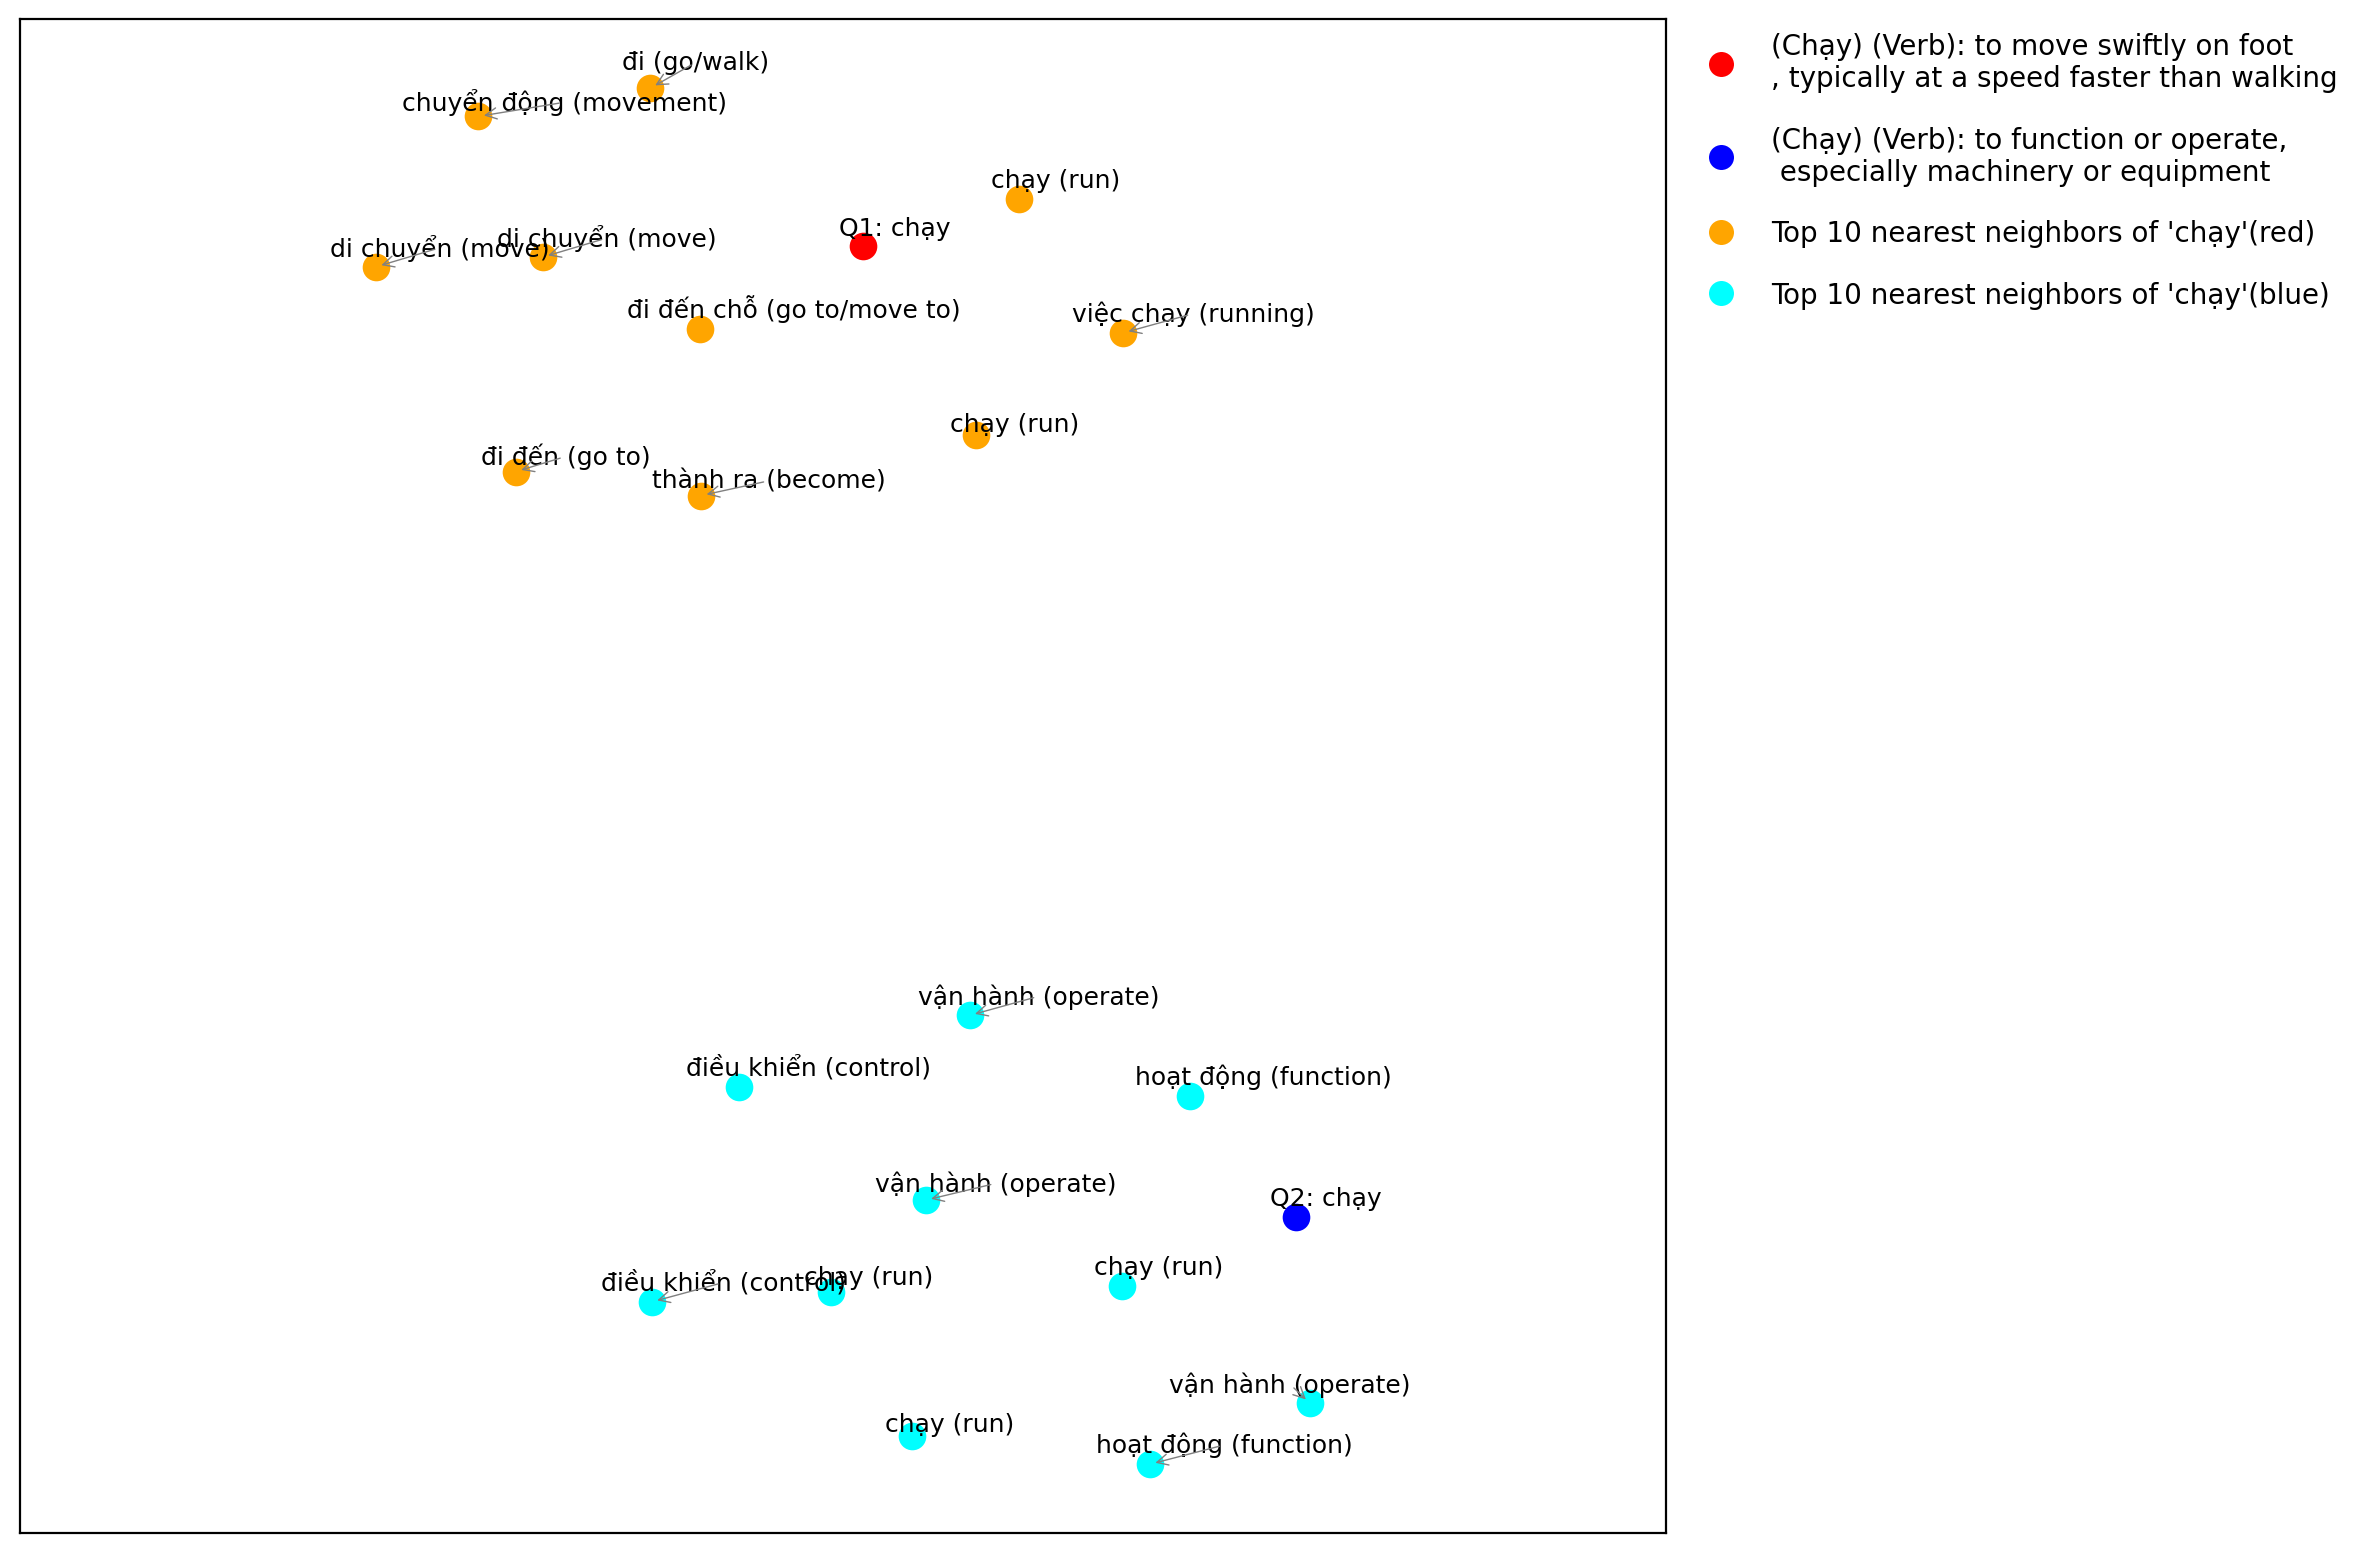 đi (go/walk)
chuyển động (movement)
chạy (run)
Q1: chạy
di chuyển (move)
di chuyển (move)
đi đến chỗ (go to/move to)
việc chạy (running)
chạy (run)
đi đến (go to)
thành ra (become)
vận hành (operate)
điều khiển (control)
hoạt động (function)
vận hành (operate)
Q2: chạy
chạy (run)
chạy (run)
điều khiển (control)
vận hành (operate)
chạy (run)
hoạt động (function)
(Chạy) (Verb): to move swiftly on foot
, typically at a speed faster than walking
(Chạy) (Verb): to function or operate,
especially machinery or equipment
Top 10 nearest neighbors of 'chạy'(red)
Top 10 nearest neighbors of 'chạy'(blue)